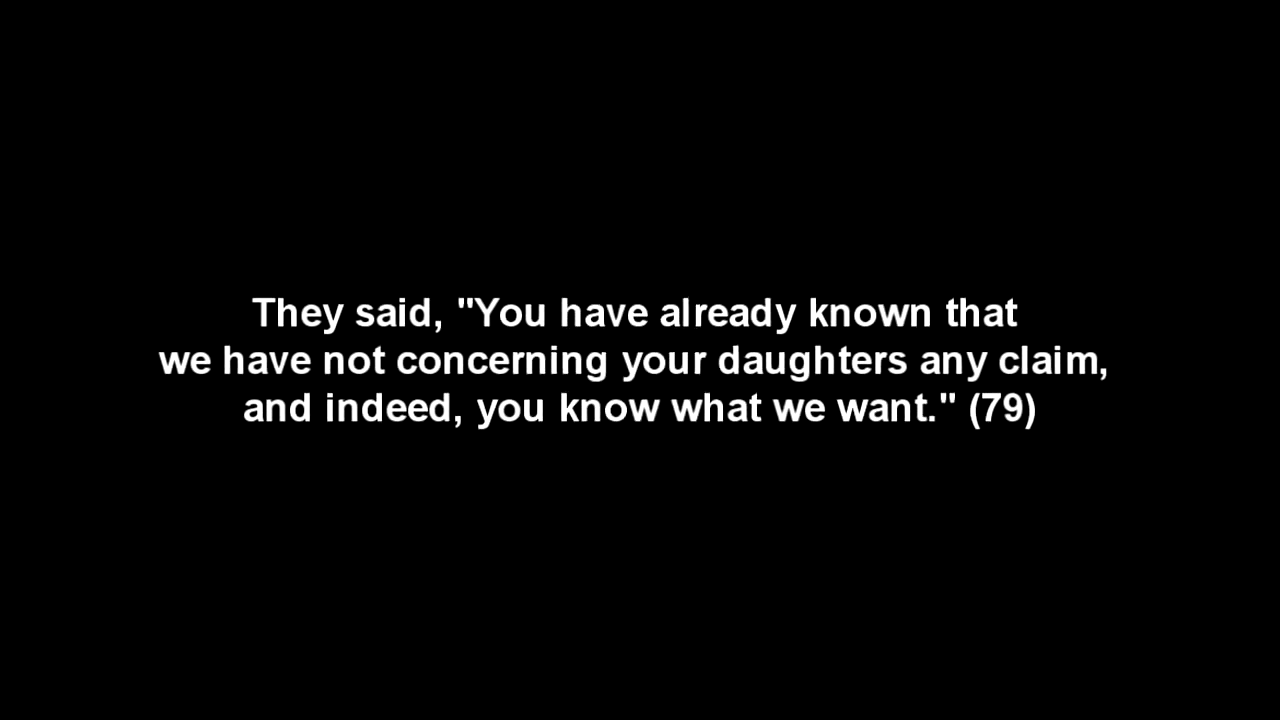 They said, "You have already known that
we have not concerning your daughters any claim,
and indeed, you know what we want." (79)